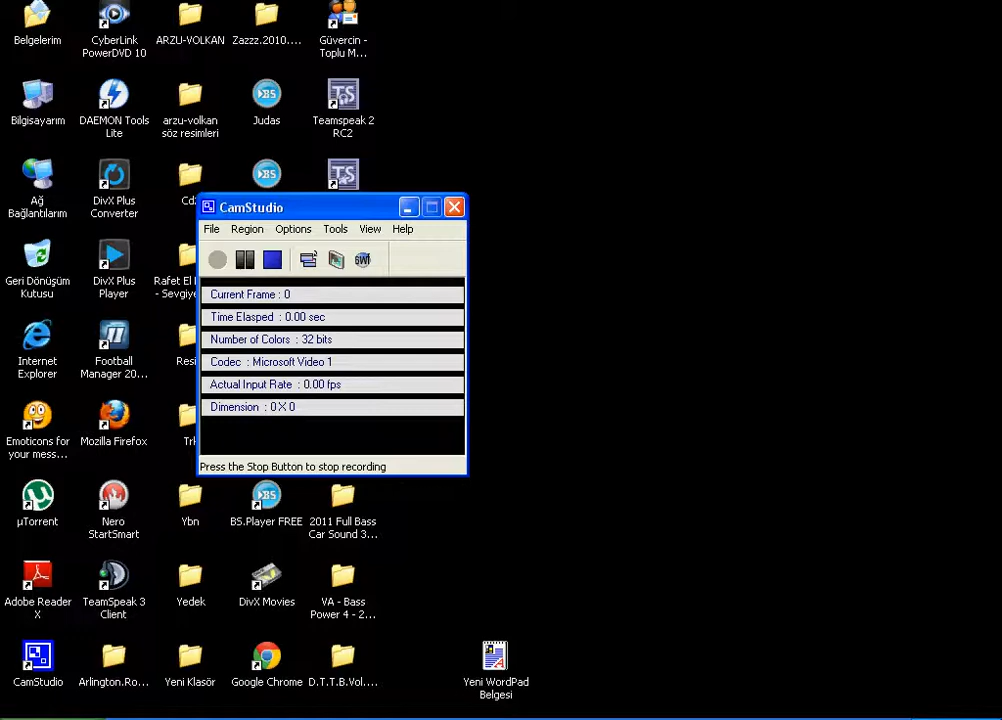 Belgelerim
CyberLink
PowerDVD 10
ARZU-VOLKAN
Zazzz.2010....
Güvercin -
Toplu M...
Bilgisayarım
DAEMON Tools
Lite
arzu-volkan
söz resimleri
Judas
Teamspeak 2
RC2
Ağ
Bağlantılarım
DivX Plus
Converter
Geri Dönüşüm
Kutusu
DivX Plus
Player
Rafet El
- Sevgiye
Internet
Explorer
Football
Manager 20...
Emoticons for
your mess...
Mozilla Firefox
CamStudio
File Region Options Tools View Help
Current Frame : 0
Time Elasped : 0.00 sec
Number of Colors : 32 bits
Codec : Microsoft Video 1
Actual Input Rate : 0.00 fps
Dimension : 0 X 0
Press the Stop Button to stop recording
µTorrent
Nero
StartSmart
Ybn
BS.Player FREE
2011 Full Bass
Car Sound 3...
Adobe Reader
X
TeamSpeak 3
Client
Yedek
DivX Movies
VA - Bass
Power 4 - 2...
CamStudio
Arlington.Ro...
Yeni Klasör
Google Chrome
D.T.T.B.Vol....
Yeni WordPad
Belgesi